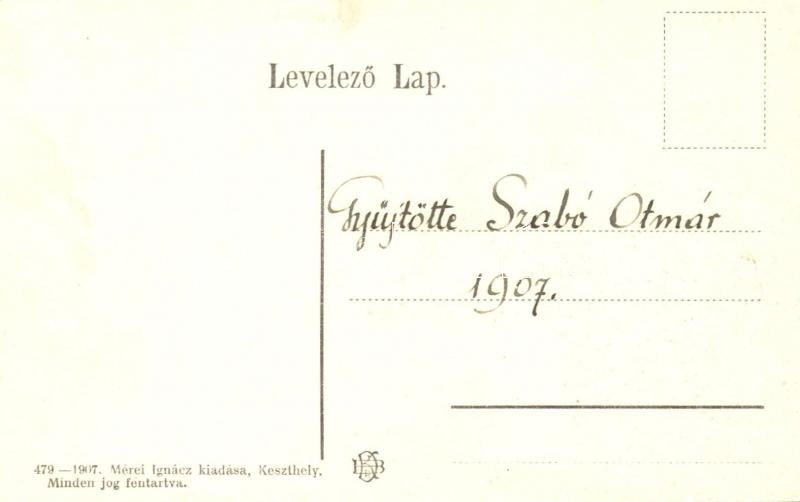 Levelező Lap.
Gyüjtötte Szabó Otmár
1907.
479 —1907. Mérei Ignácz kiadása, Keszthely.
Minden jog fentartva.